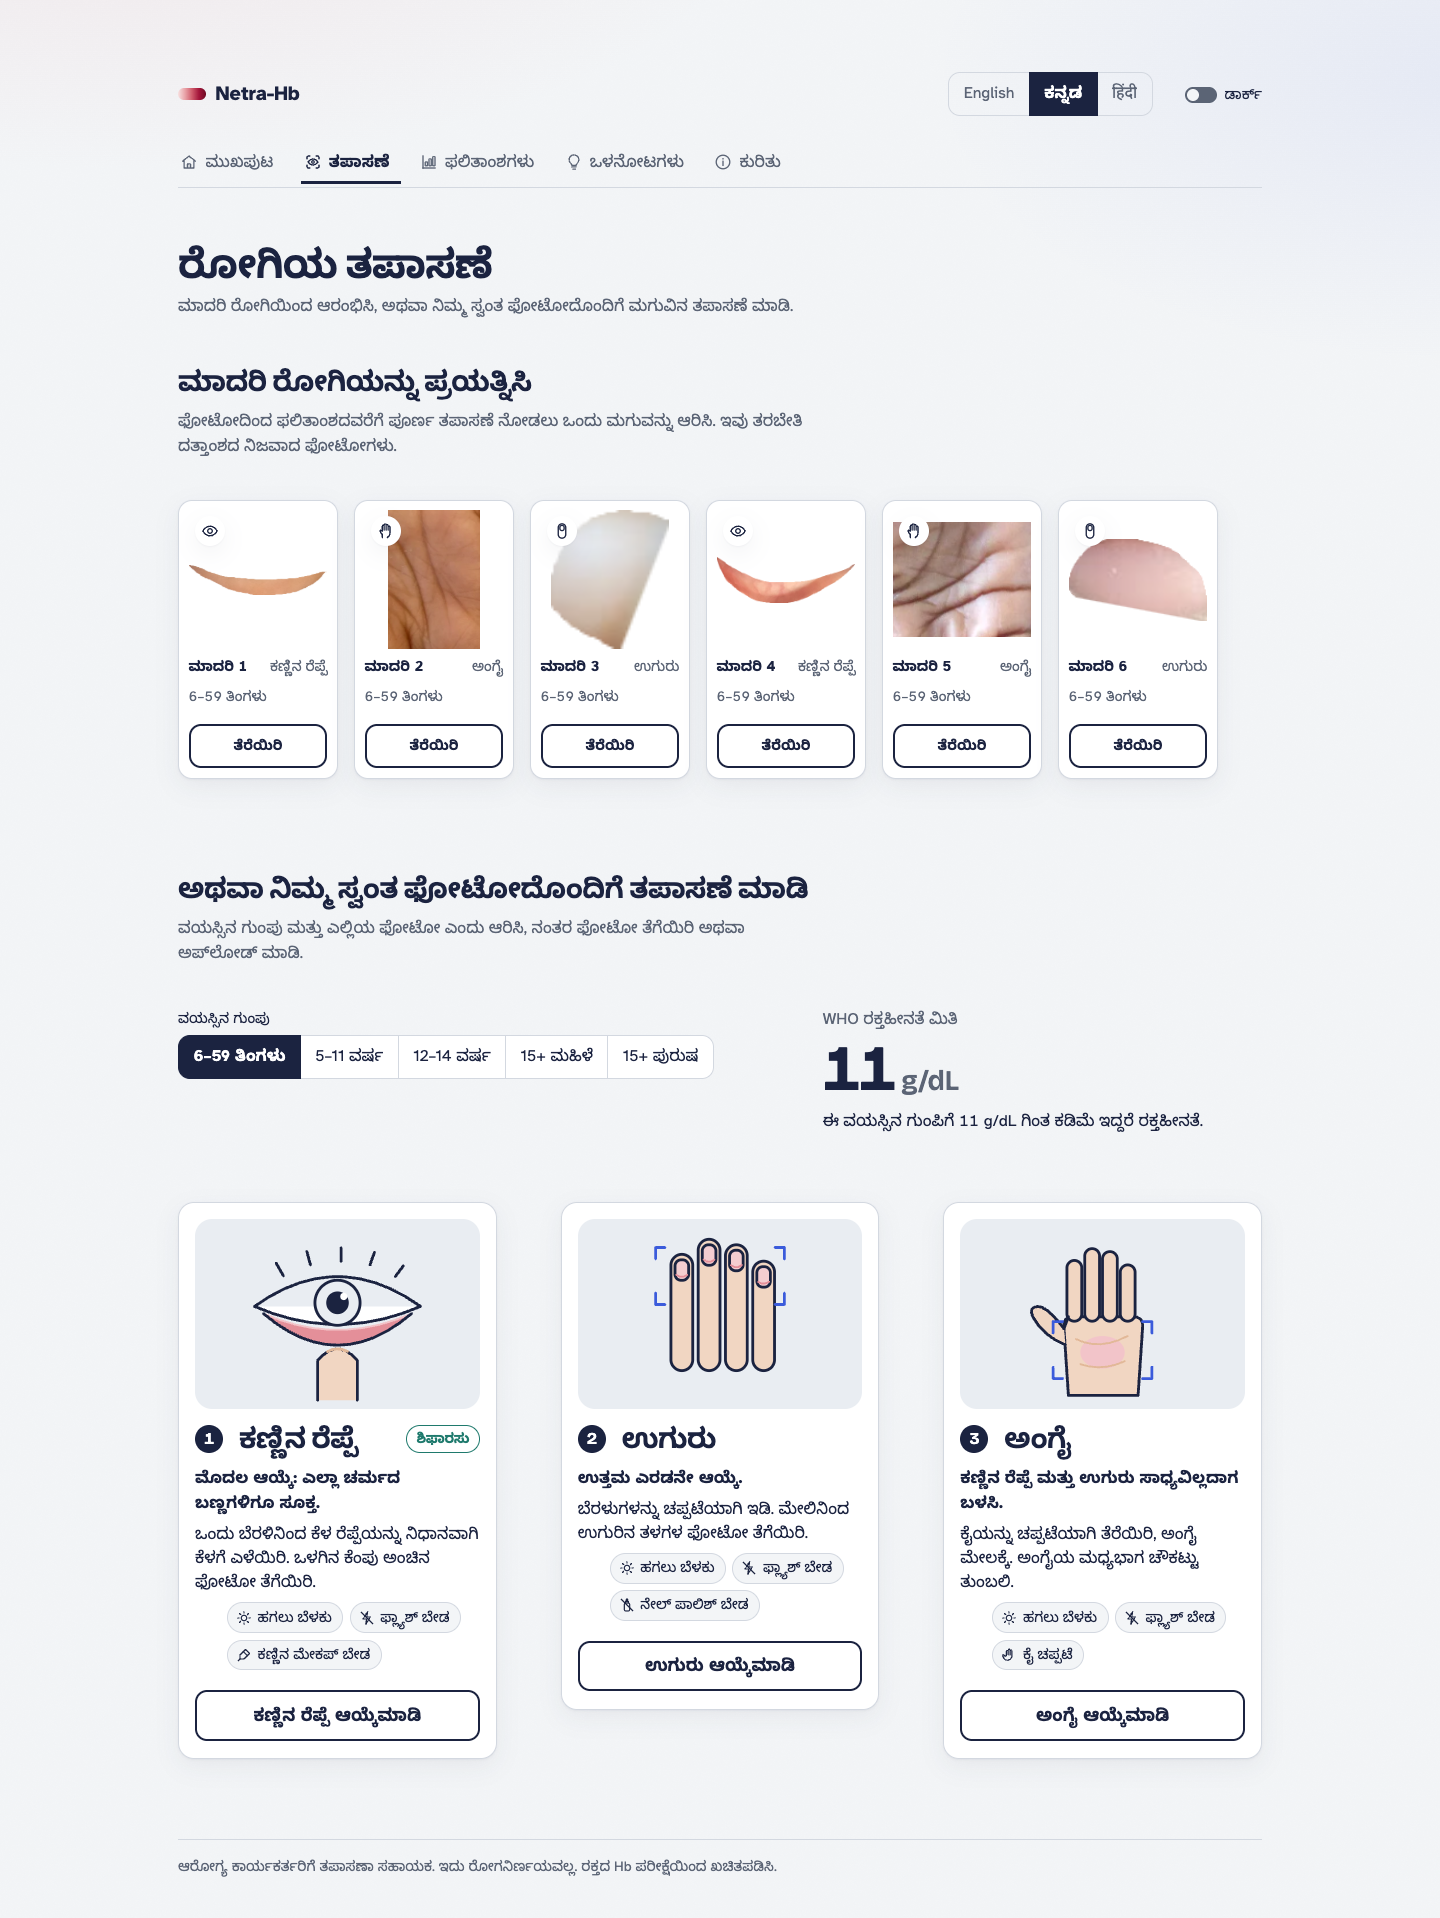 Netra-Hb
English ಕನ್ನಡ हिंदी ಡಾರ್ಕ್
ಮುಖಪುಟ ತಪಾಸಣೆ ಫಲಿತಾಂಶಗಳು ಒಳನೋಟಗಳು ಕುರಿತು
ರೋಗಿಯ ತಪಾಸಣೆ
ಮಾದರಿ ರೋಗಿಯಿಂದ ಆರಂಭಿಸಿ, ಅಥವಾ ನಿಮ್ಮ ಸ್ವಂತ ಫೋಟೋದೊಂದಿಗೆ ಮಗುವಿನ ತಪಾಸಣೆ ಮಾಡಿ.
ಮಾದರಿ ರೋಗಿಯನ್ನು ಪ್ರಯತ್ನಿಸಿ
ಫೋಟೋದಿಂದ ಫಲಿತಾಂಶದವರೆಗೆ ಪೂರ್ಣ ತಪಾಸಣೆ ನೋಡಲು ಒಂದು ಮಗುವನ್ನು ಆರಿಸಿ. ಇವು ತರಬೇತಿ
ದತ್ತಾಂಶದ ನಿಜವಾದ ಫೋಟೋಗಳು.
ಮಾದರಿ 1 ಕಣ್ಣಿನ ರೆಪ್ಪೆ
6–59 ತಿಂಗಳು
ತೆರೆಯಿರಿ
ಮಾದರಿ 2 ಅಂಗೈ
6–59 ತಿಂಗಳು
ತೆರೆಯಿರಿ
ಮಾದರಿ 3 ಉಗುರು
6–59 ತಿಂಗಳು
ತೆರೆಯಿರಿ
ಮಾದರಿ 4 ಕಣ್ಣಿನ ರೆಪ್ಪೆ
6–59 ತಿಂಗಳು
ತೆರೆಯಿರಿ
ಮಾದರಿ 5 ಅಂಗೈ
6–59 ತಿಂಗಳು
ತೆರೆಯಿರಿ
ಮಾದರಿ 6 ಉಗುರು
6–59 ತಿಂಗಳು
ತೆರೆಯಿರಿ
ಅಥವಾ ನಿಮ್ಮ ಸ್ವಂತ ಫೋಟೋದೊಂದಿಗೆ ತಪಾಸಣೆ ಮಾಡಿ
ವಯಸ್ಸಿನ ಗುಂಪು ಮತ್ತು ಎಲ್ಲಿಯ ಫೋಟೋ ಎಂದು ಆರಿಸಿ, ನಂತರ ಫೋಟೋ ತೆಗೆಯಿರಿ ಅಥವಾ
ಅಪ್‌ಲೋಡ್ ಮಾಡಿ.
ವಯಸ್ಸಿನ ಗುಂಪು
6–59 ತಿಂಗಳು 5–11 ವರ್ಷ 12–14 ವರ್ಷ 15+ ಮಹಿಳೆ 15+ ಪುರುಷ
WHO ರಕ್ತಹೀನತೆ ಮಿತಿ
11 g/dL
ಈ ವಯಸ್ಸಿನ ಗುಂಪಿಗೆ 11 g/dL ಗಿಂತ ಕಡಿಮೆ ಇದ್ದರೆ ರಕ್ತಹೀನತೆ.
1 ಕಣ್ಣಿನ ರೆಪ್ಪೆ ಶಿಫಾರಸು
ಮೊದಲ ಆಯ್ಕೆ: ಎಲ್ಲಾ ಚರ್ಮದ
ಬಣ್ಣಗಳಿಗೂ ಸೂಕ್ತ.
ಒಂದು ಬೆರಳಿನಿಂದ ಕೆಳ ರೆಪ್ಪೆಯನ್ನು ನಿಧಾನವಾಗಿ
ಕೆಳಗೆ ಎಳೆಯಿರಿ. ಒಳಗಿನ ಕೆಂಪು ಅಂಚಿನ
ಫೋಟೋ ತೆಗೆಯಿರಿ.
ಹಗಲು ಬೆಳಕು ಫ್ಲ್ಯಾಶ್ ಬೇಡ
ಕಣ್ಣಿನ ಮೇಕಪ್ ಬೇಡ
ಕಣ್ಣಿನ ರೆಪ್ಪೆ ಆಯ್ಕೆಮಾಡಿ
2 ಉಗುರು
ಉತ್ತಮ ಎರಡನೇ ಆಯ್ಕೆ.
ಬೆರಳುಗಳನ್ನು ಚಪ್ಪಟೆಯಾಗಿ ಇಡಿ. ಮೇಲಿನಿಂದ
ಉಗುರಿನ ತಳಗಳ ಫೋಟೋ ತೆಗೆಯಿರಿ.
ಹಗಲು ಬೆಳಕು ಫ್ಲ್ಯಾಶ್ ಬೇಡ
ನೇಲ್ ಪಾಲಿಶ್ ಬೇಡ
ಉಗುರು ಆಯ್ಕೆಮಾಡಿ
3 ಅಂಗೈ
ಕಣ್ಣಿನ ರೆಪ್ಪೆ ಮತ್ತು ಉಗುರು ಸಾಧ್ಯವಿಲ್ಲದಾಗ
ಬಳಸಿ.
ಕೈಯನ್ನು ಚಪ್ಪಟೆಯಾಗಿ ತೆರೆಯಿರಿ, ಅಂಗೈ
ಮೇಲಕ್ಕೆ. ಅಂಗೈಯ ಮಧ್ಯಭಾಗ ಚೌಕಟ್ಟು
ತುಂಬಲಿ.
ಹಗಲು ಬೆಳಕು ಫ್ಲ್ಯಾಶ್ ಬೇಡ
ಕೈ ಚಪ್ಪಟೆ
ಅಂಗೈ ಆಯ್ಕೆಮಾಡಿ
ಆರೋಗ್ಯ ಕಾರ್ಯಕರ್ತರಿಗೆ ತಪಾಸಣಾ ಸಹಾಯಕ. ಇದು ರೋಗನಿರ್ಣಯವಲ್ಲ. ರಕ್ತದ Hb ಪರೀಕ್ಷೆಯಿಂದ ಖಚಿತಪಡಿಸಿ.